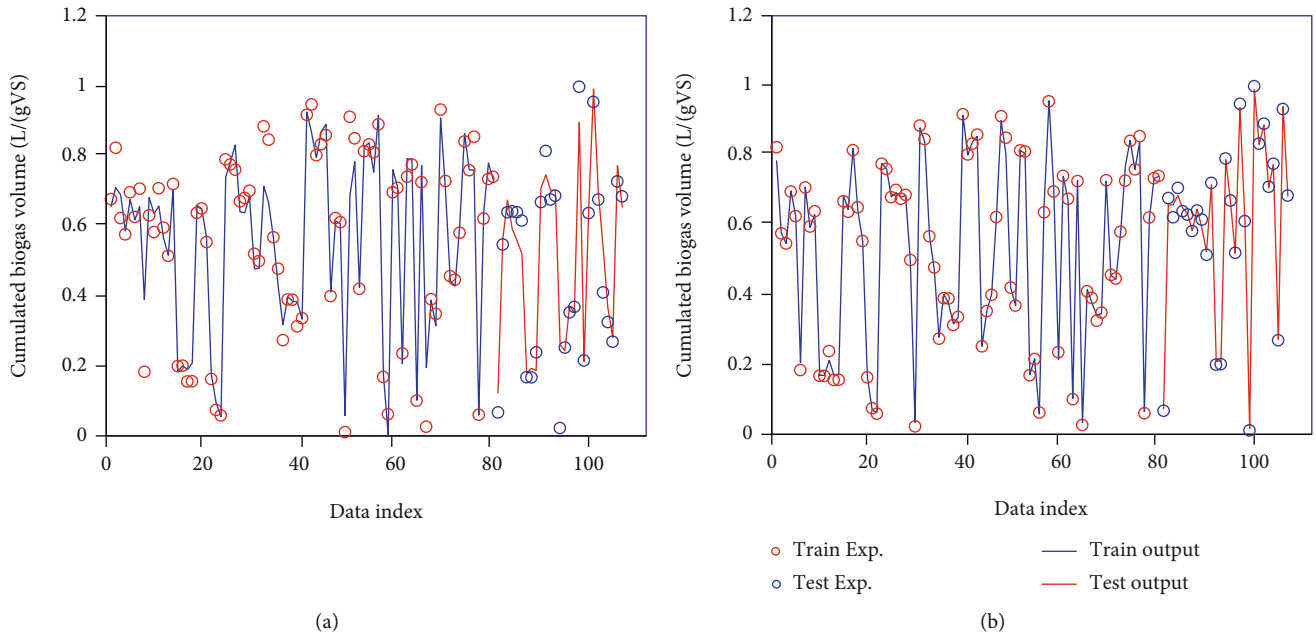 1.2
1
0.8
0.6
0.4
0.2
0
Cumulated biogas volume (L/(gVS)
0 20 40 60 80 100
Data index
(a)
1.2
1
0.8
0.6
0.4
0.2
0
Cumulated biogas volume (L/(gVS)
1 20 40 60 80 100
Data index
Train Exp.
Train output
Test Exp.
Test output
(b)